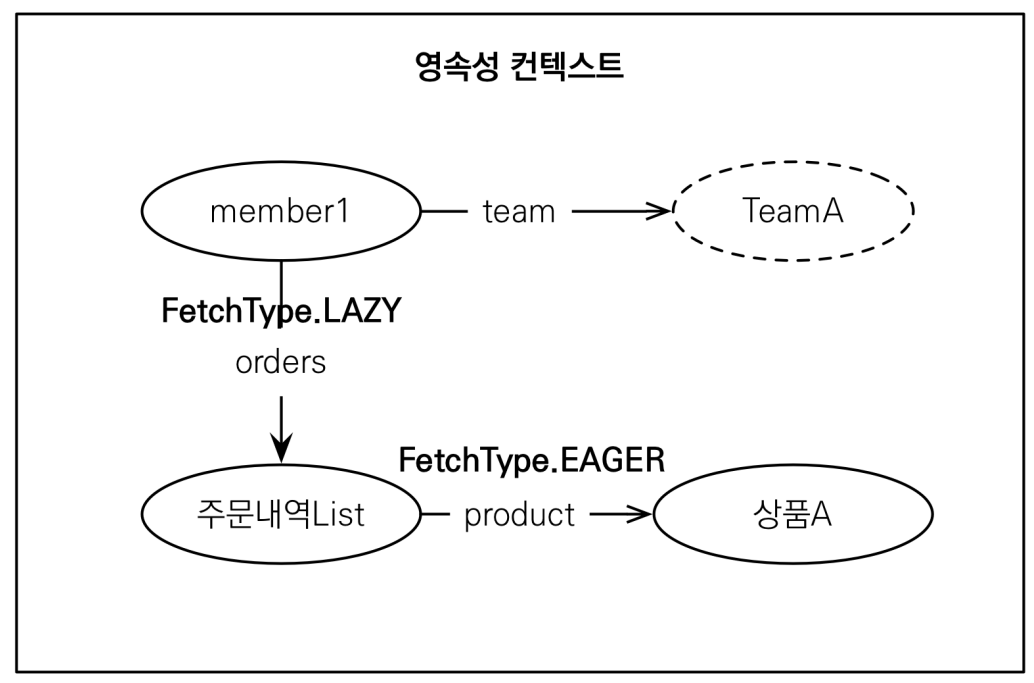 영속성 컨텍스트
member1
team
TeamA
FetchType.LAZY
orders
FetchType.EAGER
주문내역List
product
상품A